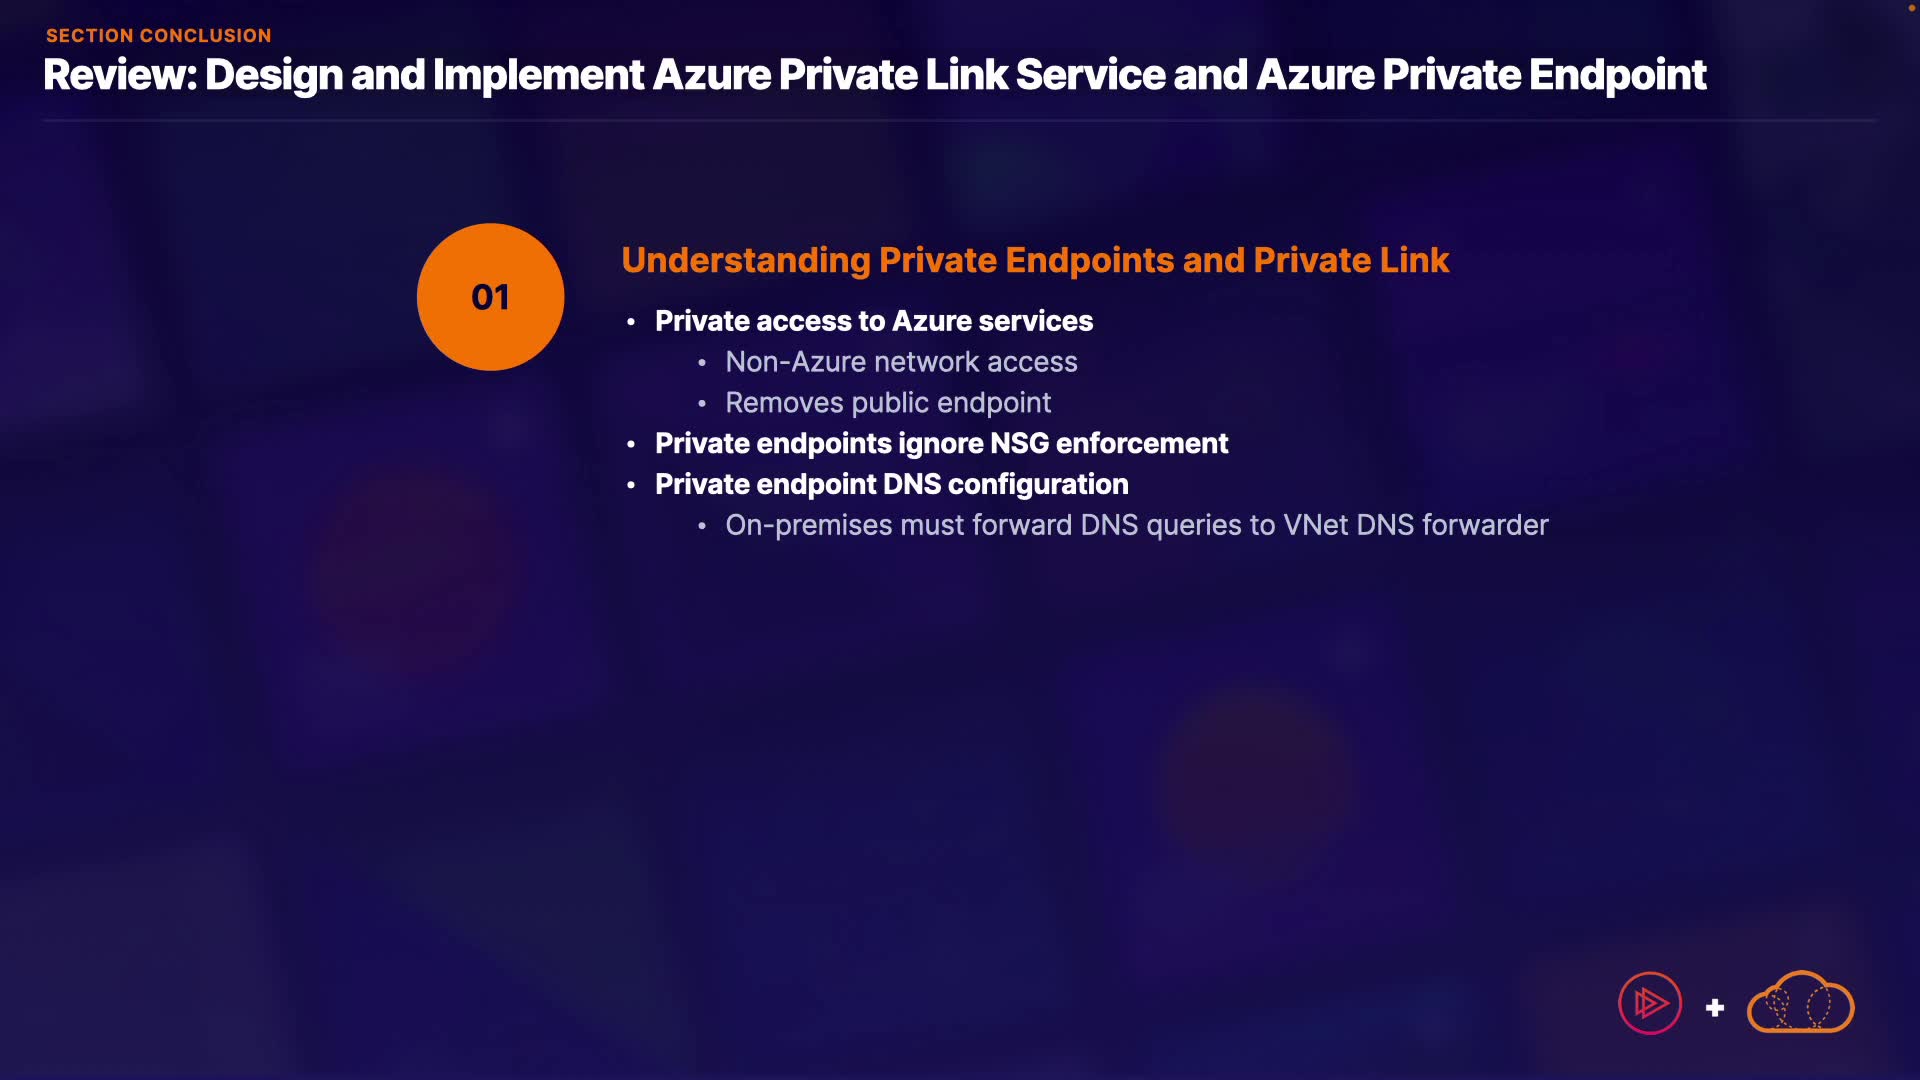 SECTION CONCLUSION
Review: Design and Implement Azure Private Link Service and Azure Private Endpoint
01
Understanding Private Endpoints and Private Link
• Private access to Azure services
• Non-Azure network access
• Removes public endpoint
• Private endpoints ignore NSG enforcement
• Private endpoint DNS configuration
• On-premises must forward DNS queries to VNet DNS forwarder
+